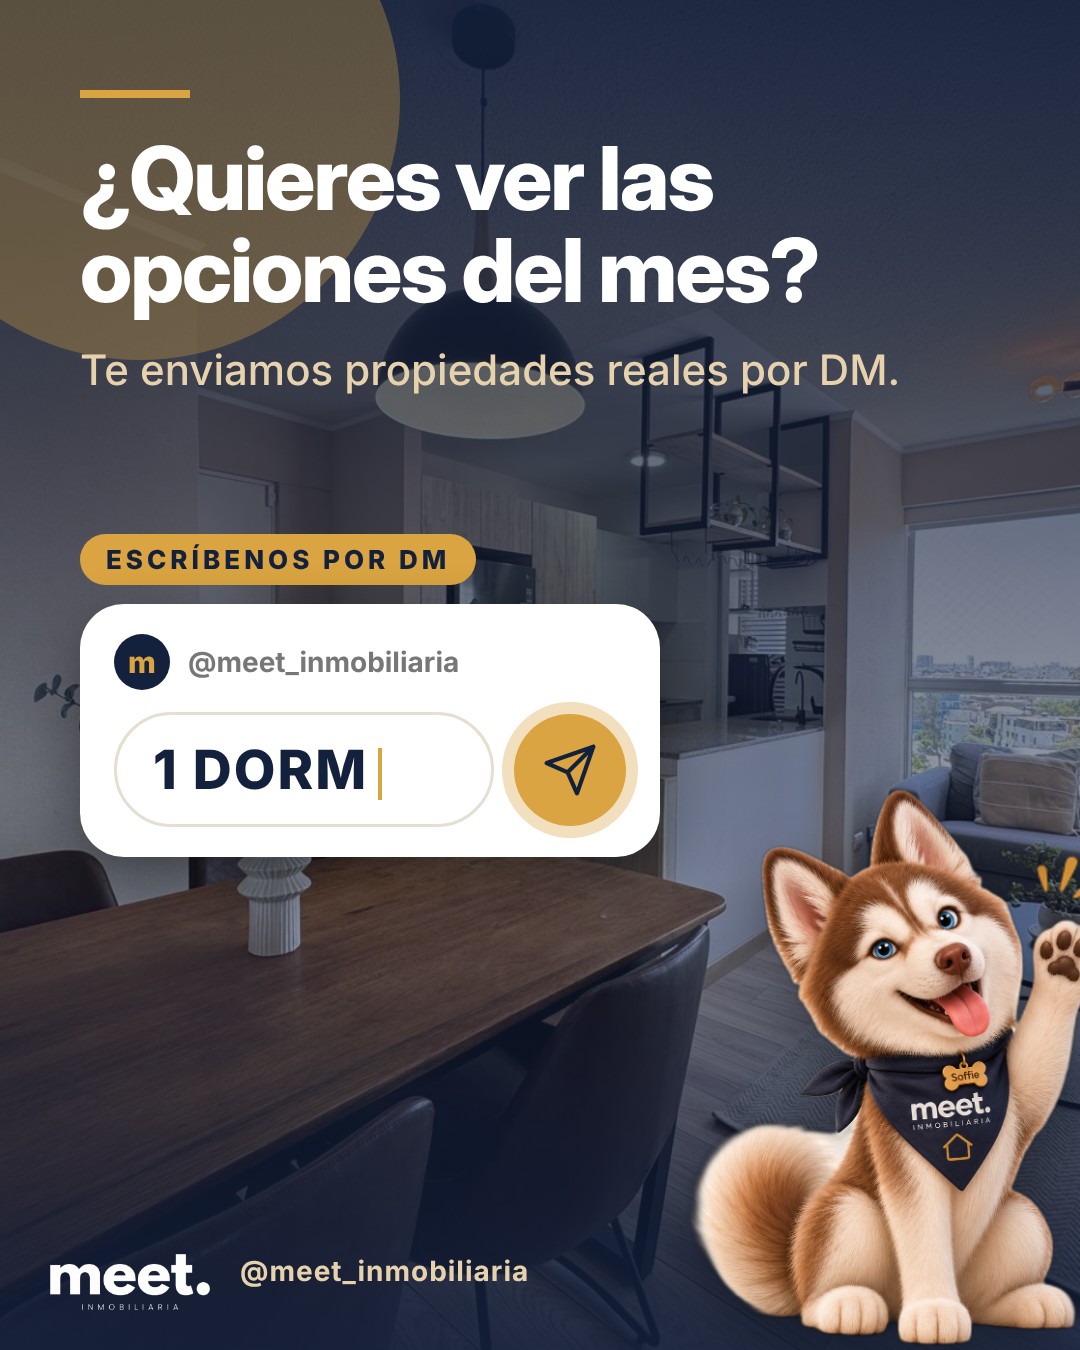 ¿Quieres ver las
opciones del mes?
Te enviamos propiedades reales por DM.
ESCRÍBENOS POR DM
m
@meet_inmobiliaria
1 DORM
Soffie
meet.
INMOBILIARIA
meet.
INMOBILIARIA
@meet_inmobiliaria